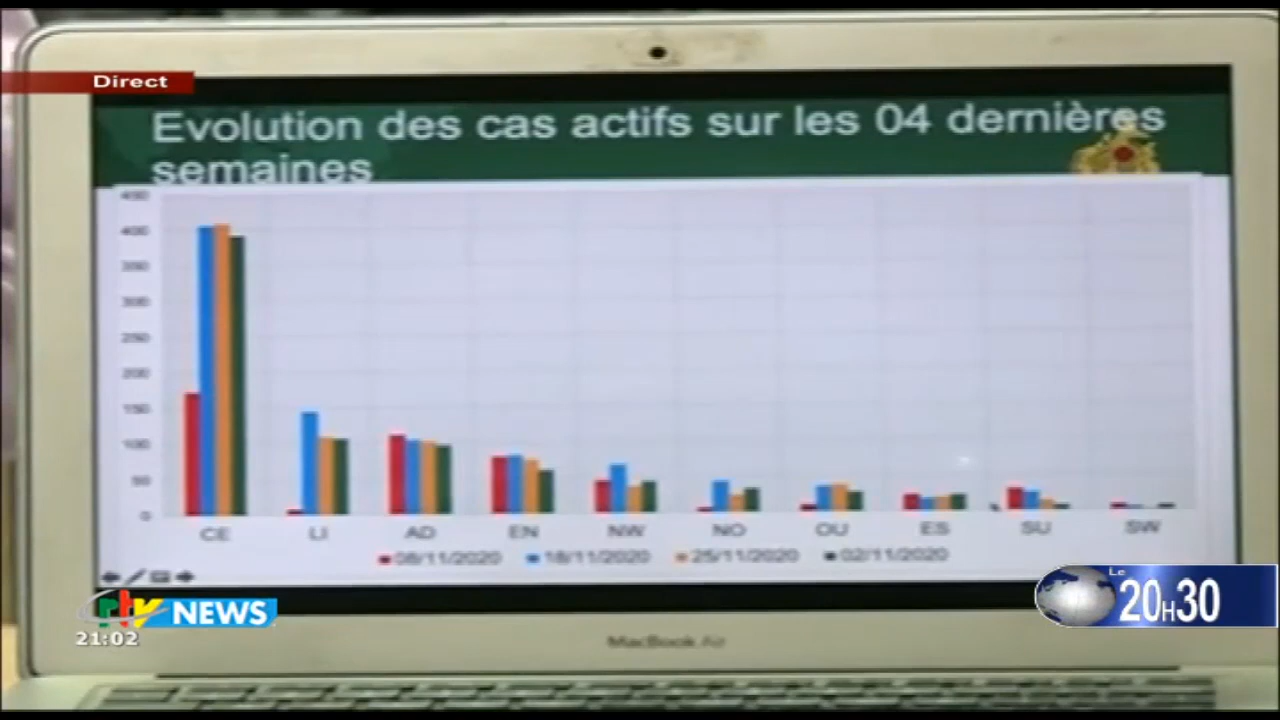 Direct
Evolution des cas actifs sur les 04 dernières
semaines
450
400
350
300
250
200
150
100
50
0
CE LI AD EN NW NO OU ES SU SW
08/11/2020 18/11/2020 25/11/2020 02/11/2020
rtv NEWS
21:02
Le
20H30
MacBook Air